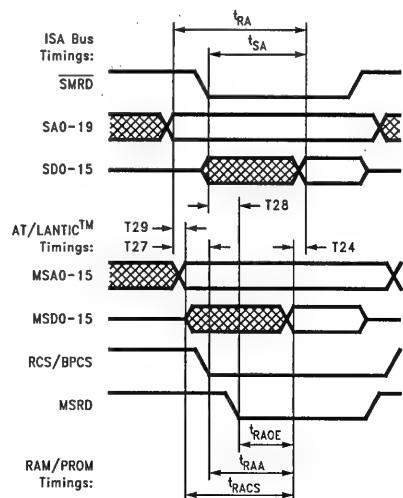 tRA
ISA Bus
Timings:
tSA
SMRD
SA0-19
SD0-15
T28
AT/LANTIC™
T29
Timings:
T27
T24
MSA0-15
MSD0-15
RCS/BPCS
MSRD
tRAOE
RAM/PROM
tRAA
Timings:
tRACS